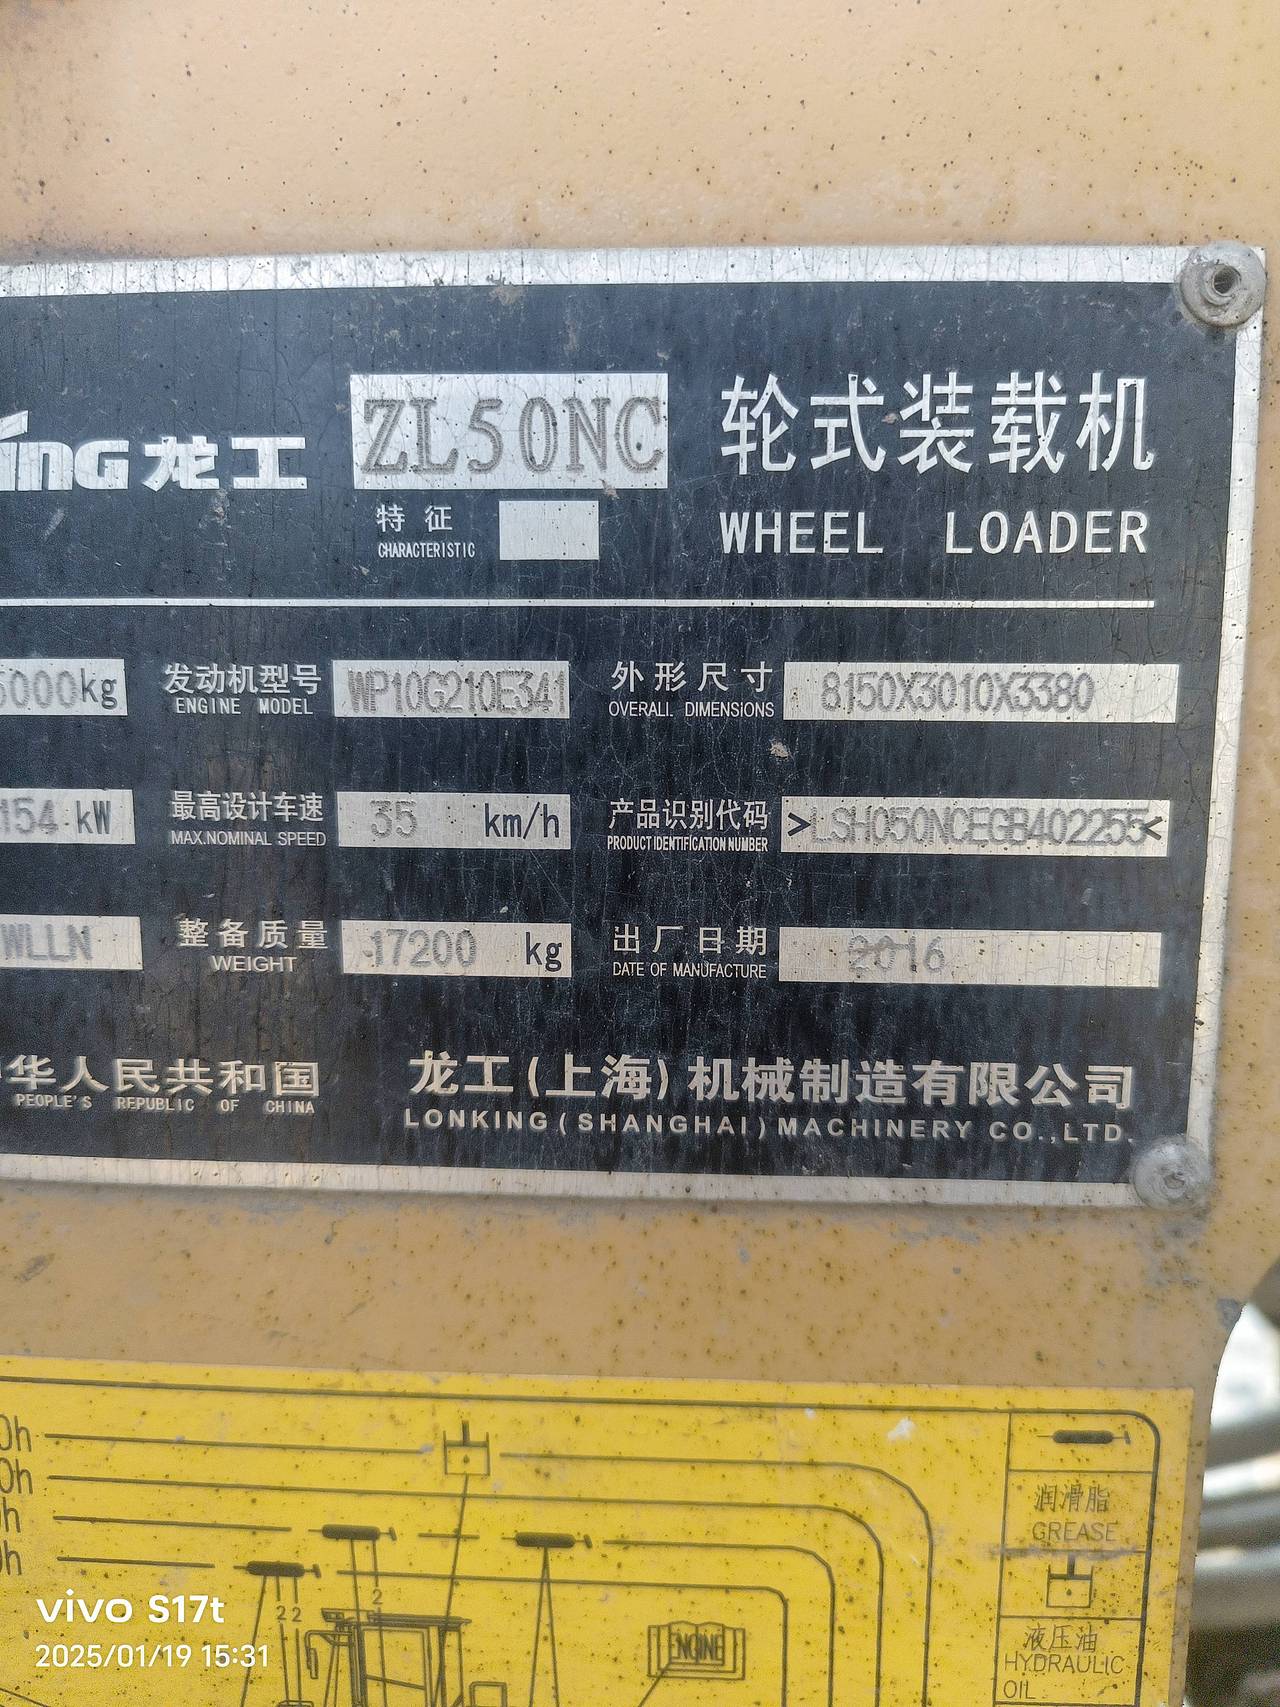 ing 龙工 ZL50NC 轮式装载机
特征
CHARACTERISTIC
WHEEL LOADER
5000kg 发动机型号 WP10G210E341 外形尺寸 8150X3010X3380
ENGINE MODEL OVERALL DIMENSIONS
154 kW 最高设计车速 35 km/h 产品识别代码 >LSH050NCEGB402255<
MAX.NOMINAL SPEED PRODUCT IDENTIFICATION NUMBER
WLLN 整备质量 17200 kg 出厂日期 2016
WEIGHT DATE OF MANUFACTURE
中华人民共和国 龙工(上海)机械制造有限公司
PEOPLE'S REPUBLIC OF CHINA LONKING(SHANGHAI)MACHINERY CO.,LTD.
0h
0h
0h
0h
润滑脂
GREASE
2 2 2
ENGINE
液压油
HYDRAULIC
OIL
vivo S17t
2025/01/19 15:31